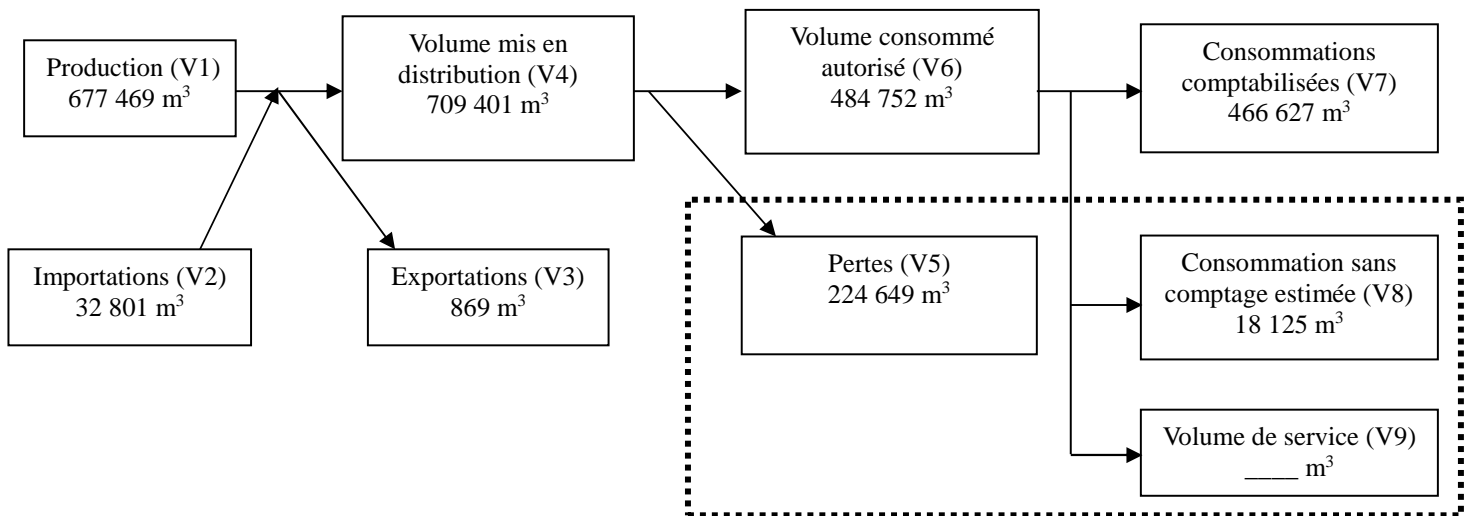 Production (V1)
677 469 m³
Volume mis en
distribution (V4)
709 401 m³
Volume consommé
autorisé (V6)
484 752 m³
Consommations
comptabilisées (V7)
466 627 m³
Importations (V2)
32 801 m³
Exportations (V3)
869 m³
Pertes (V5)
224 649 m³
Consommation sans
comptage estimée (V8)
18 125 m³
Volume de service (V9)
____ m³